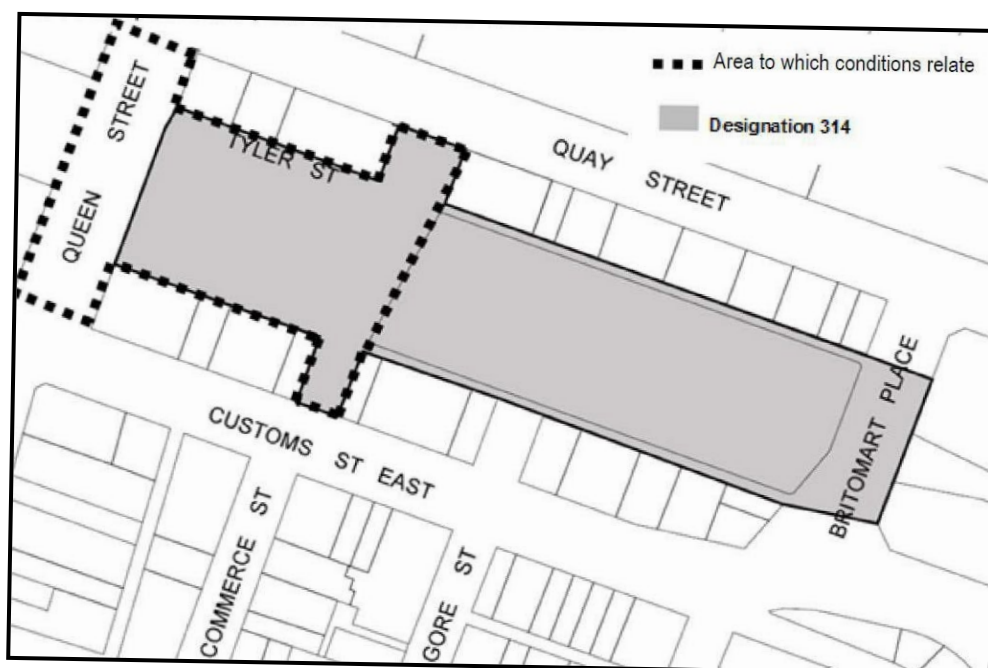 Area to which conditions relate
Designation 314
QUEEN STREET
TYLER ST
QUAY STREET
BRITOMART PLACE
CUSTOMS ST EAST
COMMERCE ST
GORE ST